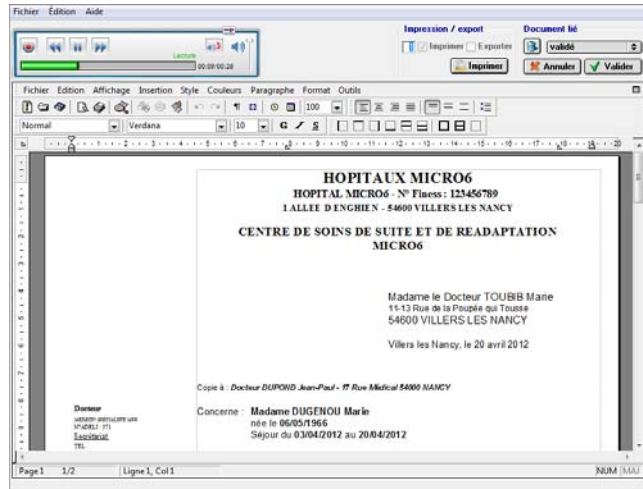 Fichier Édition Aide
Impression / export
Document lié
Imprimer Exporter
validé
Lecture
00:09/00:28
Imprimer
Annuler
Valider
Fichier Edition Affichage Insertion Style Couleurs Paragraphe Format Outils
100
Normal
Verdana
10
G I S
HOPITAUX MICRO6
HOPITAL MICRO6 - N° Finess : 123456789
1 ALLEE D ENGHIEN - 54600 VILLERS LES NANCY
CENTRE DE SOINS DE SUITE ET DE READAPTATION
MICRO6
Madame le Docteur TOUBIB Marie
11-13 Rue de la Poupée qui Tousse
54600 VILLERS LES NANCY
Villers les Nancy, le 20 avril 2012
Copie à : Docteur DUPOND Jean-Paul - 17 Rue Médical 54000 NANCY
Docteur
Secrétariat
TEL
Concerne : Madame DUGENOU Marie
née le 06/05/1966
Séjour du 03/04/2012 au 20/04/2012
Page 1 1/2 Ligne 1, Col 1 NUM MAJ